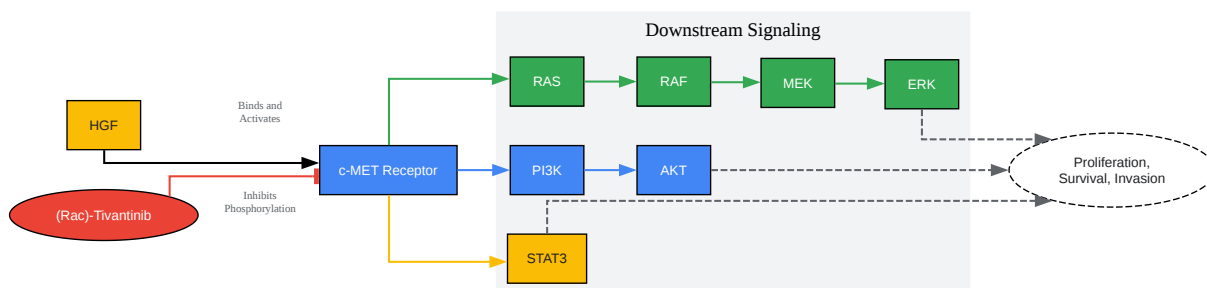 Downstream Signaling
RAS
RAF
MEK
ERK
HGF
Binds and
Activates
c-MET Receptor
PI3K
AKT
Proliferation,
Survival, Invasion
(Rac)-Tivantinib
Inhibits
Phosphorylation
STAT3